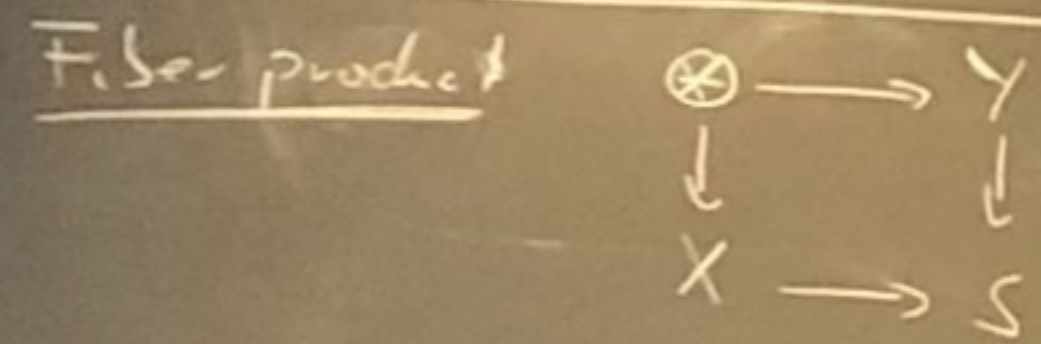 Fiber product
⊛ → Y
↓ ↓
X → S